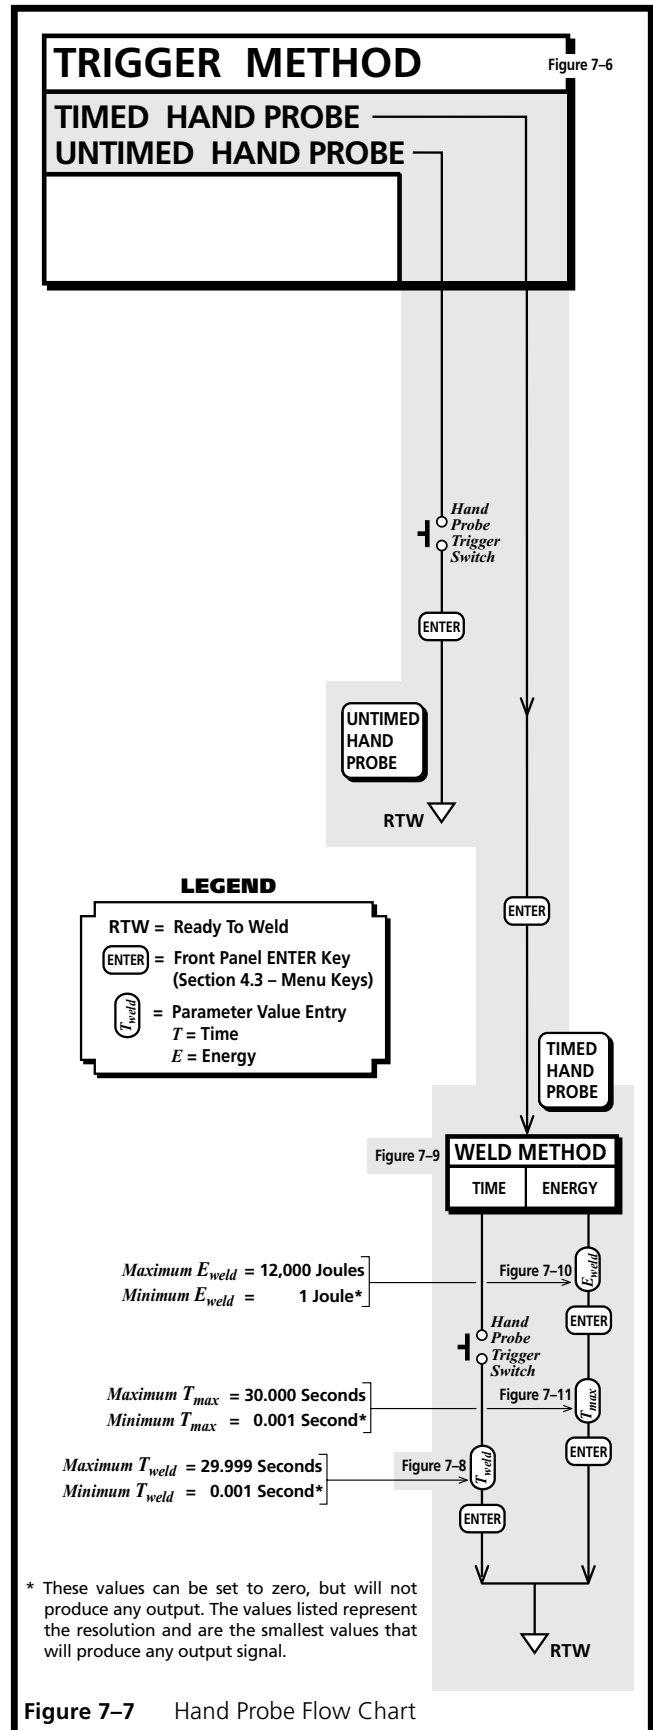 TRIGGER METHOD
Figure 7–6
TIMED HAND PROBE
UNTIMED HAND PROBE
Hand
Probe
Trigger
Switch
ENTER
UNTIMED
HAND
PROBE
RTW
LEGEND
RTW = Ready To Weld
ENTER = Front Panel ENTER Key
(Section 4.3 – Menu Keys)
Tweld = Parameter Value Entry
T = Time
E = Energy
ENTER
TIMED
HAND
PROBE
Figure 7–9
WELD METHOD
TIME ENERGY
Maximum Eweld = 12,000 Joules
Minimum Eweld = 1 Joule*
Figure 7–10
Eweld
ENTER
Hand
Probe
Trigger
Switch
Maximum Tmax = 30.000 Seconds
Minimum Tmax = 0.001 Second*
Figure 7–11
Tmax
ENTER
Maximum Tweld = 29.999 Seconds
Minimum Tweld = 0.001 Second*
Figure 7–8
Tweld
ENTER
* These values can be set to zero, but will not
produce any output. The values listed represent
the resolution and are the smallest values that
will produce any output signal.
RTW
Figure 7–7 Hand Probe Flow Chart